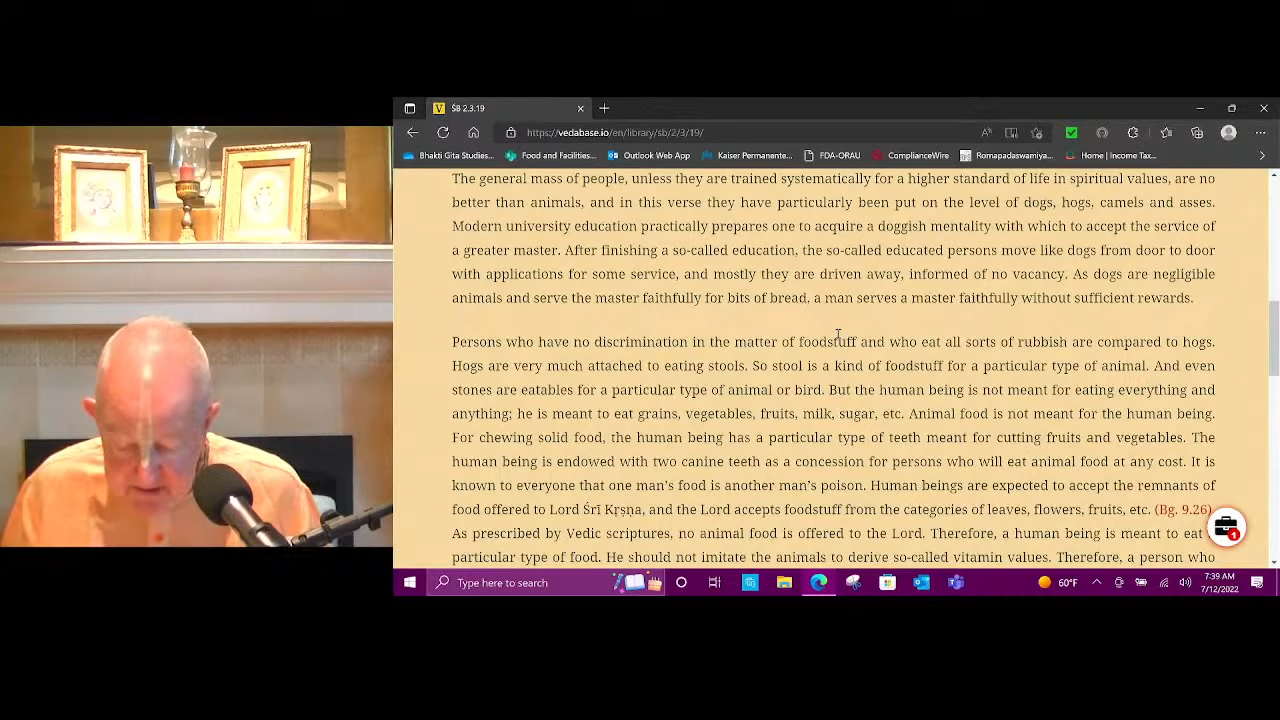 ŚB 2.3.19
https://vedabase.io/en/library/sb/2/3/19/
Bhakti Gita Studies... Food and Facilities... Outlook Web App Kaiser Permanente... FDA-ORAU ComplianceWire Romapadaswamiya... Home | Income Tax...
The general mass of people, unless they are trained systematically for a higher standard of life in spiritual values, are no
better than animals, and in this verse they have particularly been put on the level of dogs, hogs, camels and asses.
Modern university education practically prepares one to acquire a doggish mentality with which to accept the service of
a greater master. After finishing a so-called education, the so-called educated persons move like dogs from door to door
with applications for some service, and mostly they are driven away, informed of no vacancy. As dogs are negligible
animals and serve the master faithfully for bits of bread, a man serves a master faithfully without sufficient rewards.
Persons who have no discrimination in the matter of foodstuff and who eat all sorts of rubbish are compared to hogs.
Hogs are very much attached to eating stools. So stool is a kind of foodstuff for a particular type of animal. And even
stones are eatables for a particular type of animal or bird. But the human being is not meant for eating everything and
anything; he is meant to eat grains, vegetables, fruits, milk, sugar, etc. Animal food is not meant for the human being.
For chewing solid food, the human being has a particular type of teeth meant for cutting fruits and vegetables. The
human being is endowed with two canine teeth as a concession for persons who will eat animal food at any cost. It is
known to everyone that one man's food is another man's poison. Human beings are expected to accept the remnants of
food offered to Lord Śrī Kṛṣṇa, and the Lord accepts foodstuff from the categories of leaves, flowers, fruits, etc. (Bg. 9.26)
As prescribed by Vedic scriptures, no animal food is offered to the Lord. Therefore, a human being is meant to eat
particular type of food. He should not imitate the animals to derive so-called vitamin values. Therefore, a person who
1
Type here to search
60°F
7:39 AM
7/12/2022